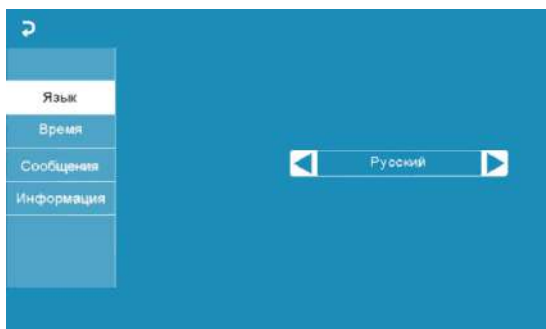 Язык
Время
Сообщения
Информация
Русский